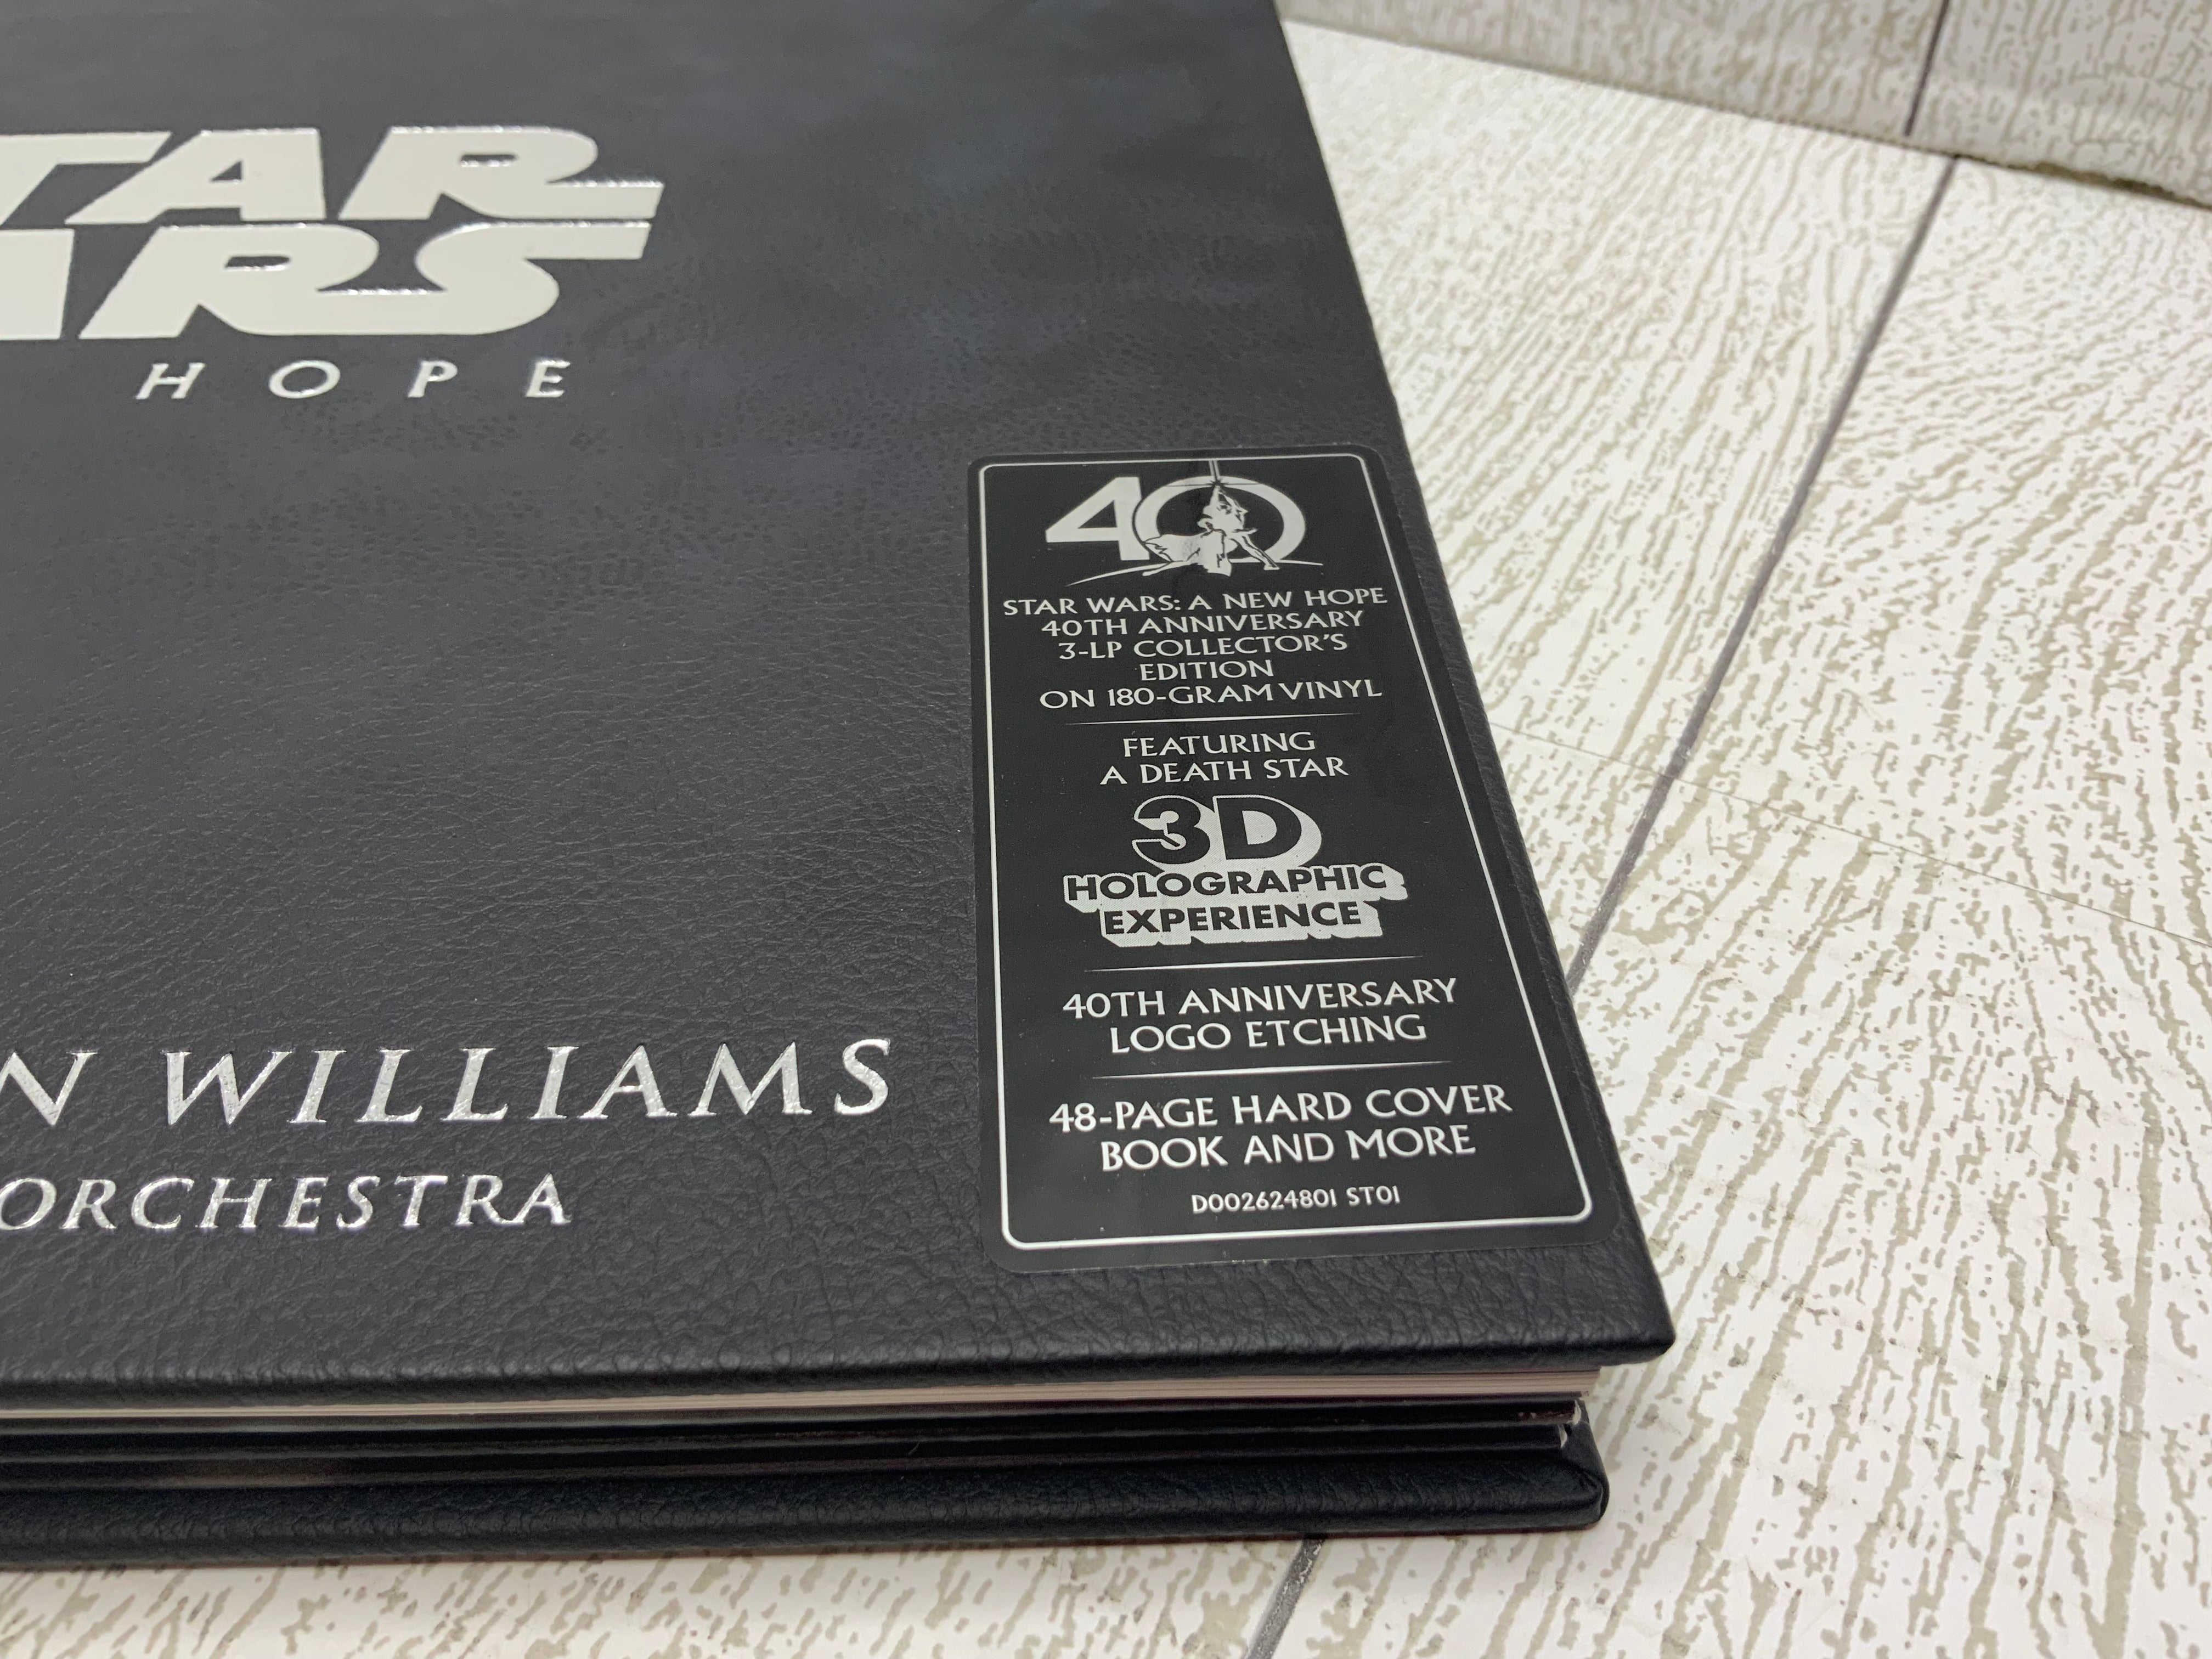 TAR
ARS
HOPE
N WILLIAMS
ORCHESTRA
40
STAR WARS: A NEW HOPE
40TH ANNIVERSARY
3-LP COLLECTOR'S
EDITION
ON 180-GRAM VINYL
FEATURING
A DEATH STAR
3D
HOLOGRAPHIC
EXPERIENCE
40TH ANNIVERSARY
LOGO ETCHING
48-PAGE HARD COVER
BOOK AND MORE
D002624801 ST01